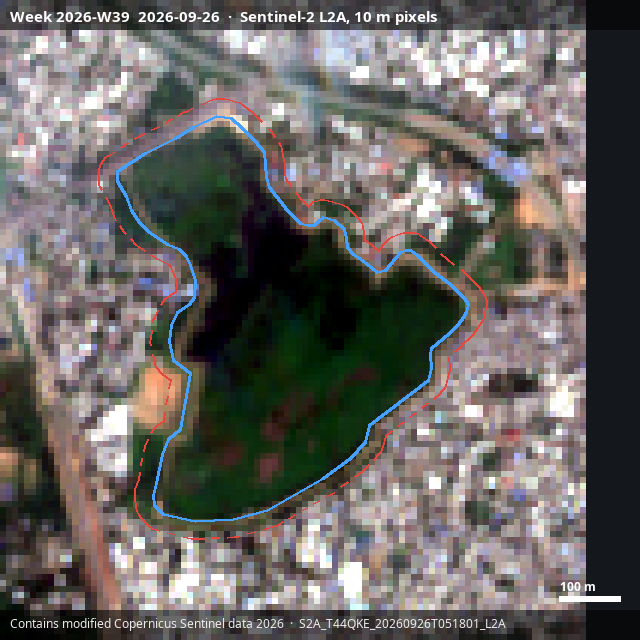 Week 2026-W39  2026-09-26  ·  Sentinel-2 L2A, 10 m pixels
100 m
Contains modified Copernicus Sentinel data 2026  ·  S2A_T44QKE_20260926T051801_L2A